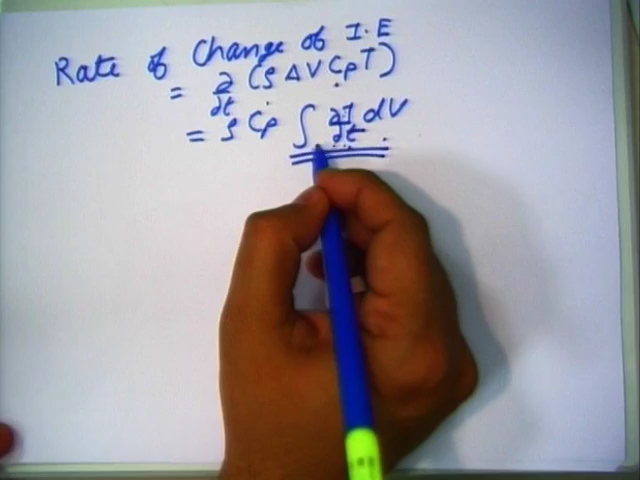 Rate of Change of I.E
= ∂/∂t (ρ ΔV Cp T)
= ρ Cp ∫ ∂T/∂t dV